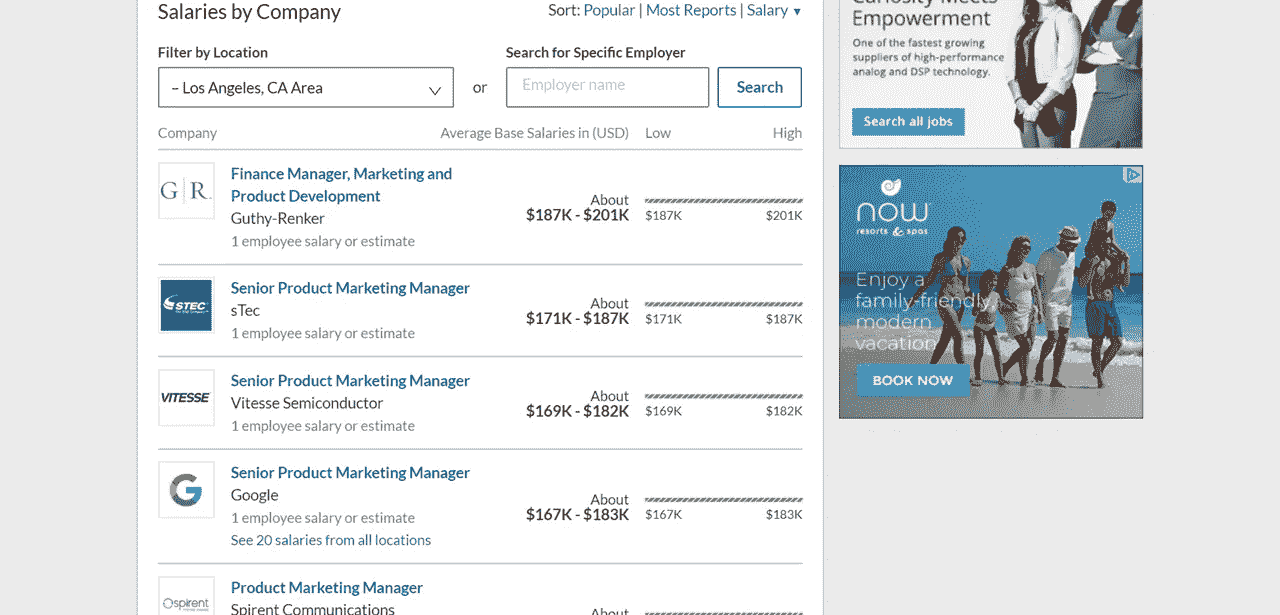 Salaries by Company
Sort: Popular | Most Reports | Salary ▼
Filter by Location
Search for Specific Employer
– Los Angeles, CA Area
or
Employer name
Search
Company
Average Base Salaries in (USD)
Low
High
G|R.
Finance Manager, Marketing and
Product Development
Guthy-Renker
1 employee salary or estimate
About
$187K - $201K
$187K
$201K
STEC
Senior Product Marketing Manager
sTec
1 employee salary or estimate
About
$171K - $187K
$171K
$187K
VITESSE
Senior Product Marketing Manager
Vitesse Semiconductor
1 employee salary or estimate
About
$169K - $182K
$169K
$182K
G
Senior Product Marketing Manager
Google
1 employee salary or estimate
See 20 salaries from all locations
About
$167K - $183K
$167K
$183K
spirent
Product Marketing Manager
Spirent Communications
About
Curiosity Meets
Empowerment
One of the fastest growing
suppliers of high-performance
analog and DSP technology.
Search all jobs
now
resorts & spas
Enjoy a
family-friendly,
modern
vacation
BOOK NOW